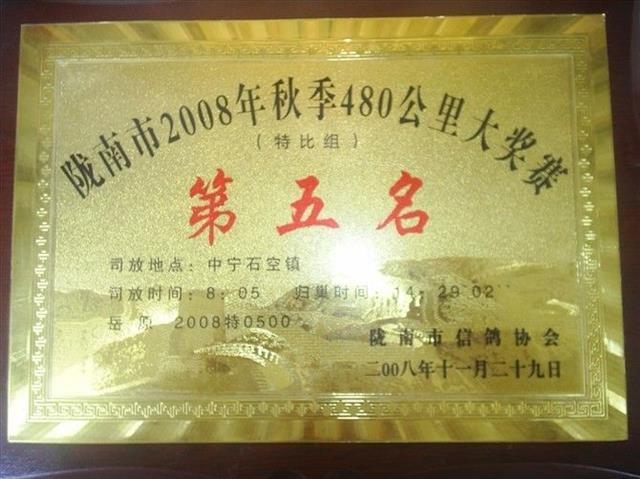 陇南市2008年秋季480公里大奖赛
(特比组)
第五名
司放地点：中宁石空镇
司放时间：8：05 归巢时间：14：29 02
岳原 2008特0500
陇南市信鸽协会
二00八年十一月二十九日